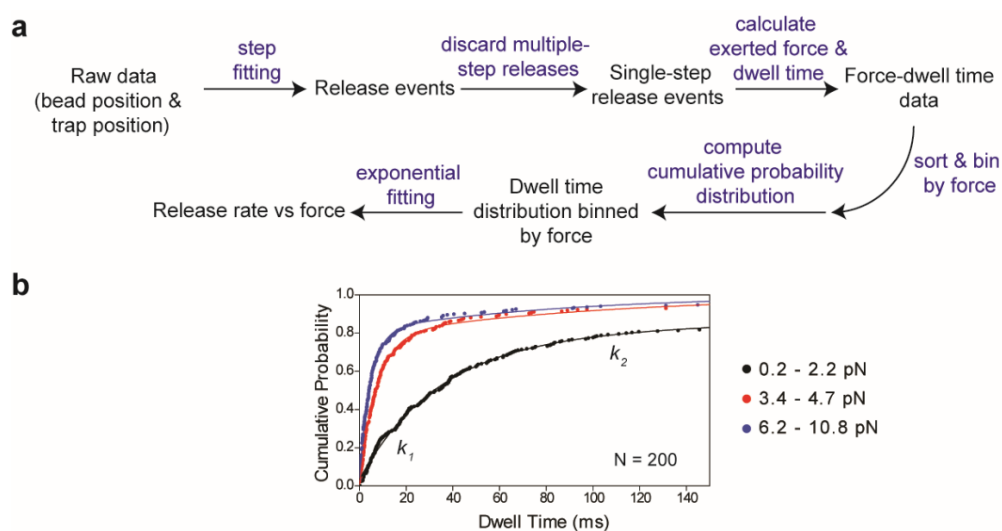 a
Raw data
(bead position &
trap position)
step
fitting
Release events
discard multiple-
step releases
Single-step
release events
calculate
exerted force &
dwell time
Force-dwell time
data
sort & bin
by force
compute
cumulative probability
distribution
Dwell time
distribution binned
by force
exponential
fitting
Release rate vs force
b
Cumulative Probability
1.0
0.8
0.6
0.4
0.2
0.0
k1
k2
N = 200
0 20 40 60 80 100 120 140
Dwell Time (ms)
0.2 - 2.2 pN
3.4 - 4.7 pN
6.2 - 10.8 pN